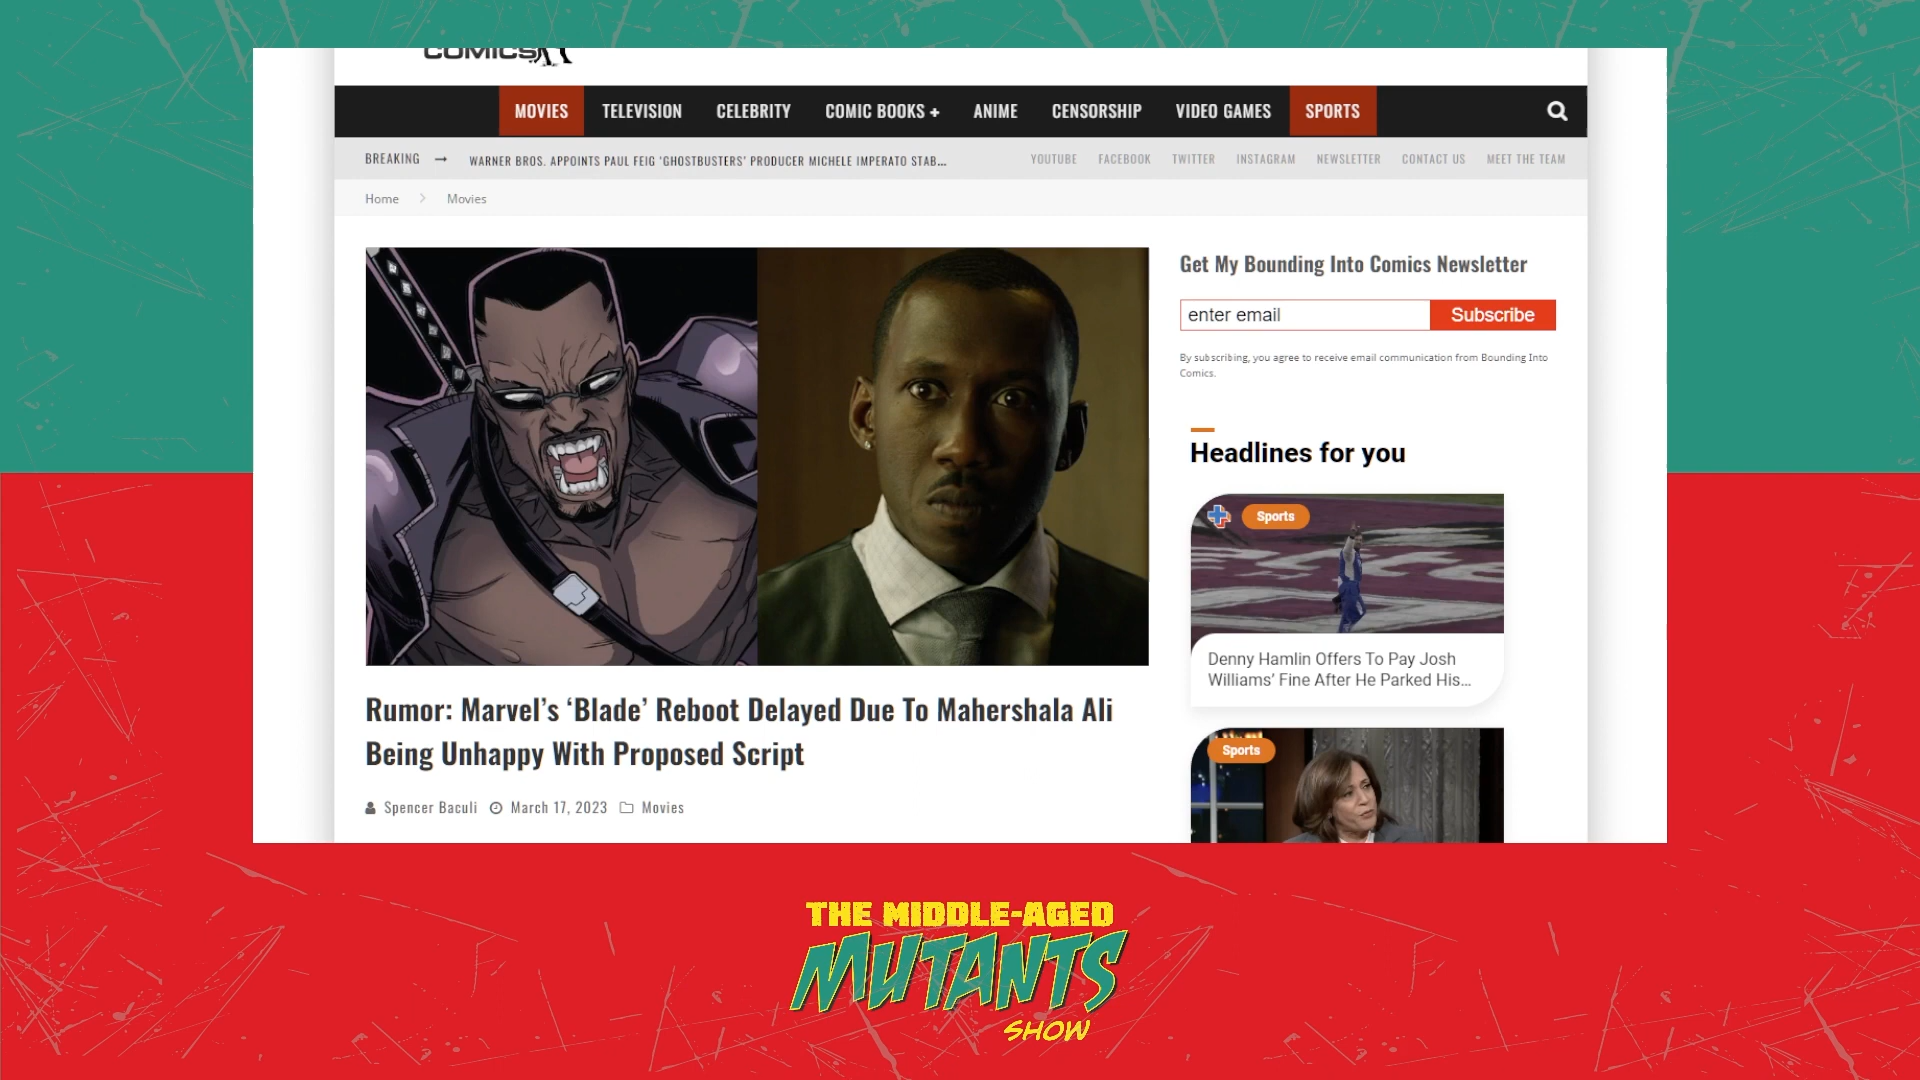 COMICS
MOVIES TELEVISION CELEBRITY COMIC BOOKS + ANIME CENSORSHIP VIDEO GAMES SPORTS
BREAKING → WARNER BROS. APPOINTS PAUL FEIG ‘GHOSTBUSTERS’ PRODUCER MICHELE IMPERATO STAB...
YOUTUBE FACEBOOK TWITTER INSTAGRAM NEWSLETTER CONTACT US MEET THE TEAM
Home > Movies
Rumor: Marvel’s ‘Blade’ Reboot Delayed Due To Mahershala Ali
Being Unhappy With Proposed Script
Spencer Baculi March 17, 2023 Movies
Get My Bounding Into Comics Newsletter
enter email Subscribe
By subscribing, you agree to receive email communication from Bounding Into
Comics.
Headlines for you
Sports
Denny Hamlin Offers To Pay Josh
Williams’ Fine After He Parked His...
Sports
THE MIDDLE-AGED
MUTANTS
SHOW